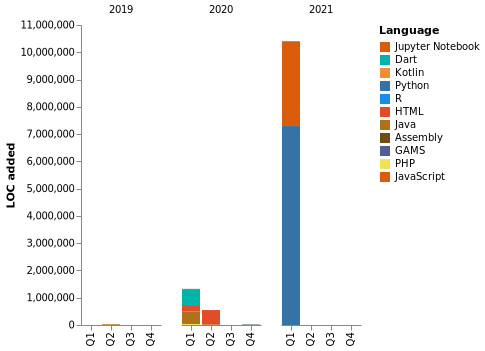 2019 2020 2021
LOC added
11,000,000
10,000,000
9,000,000
8,000,000
7,000,000
6,000,000
5,000,000
4,000,000
3,000,000
2,000,000
1,000,000
0
Q1 Q2 Q3 Q4 Q1 Q2 Q3 Q4 Q1 Q2 Q3 Q4
Language
Jupyter Notebook
Dart
Kotlin
Python
R
HTML
Java
Assembly
GAMS
PHP
JavaScript